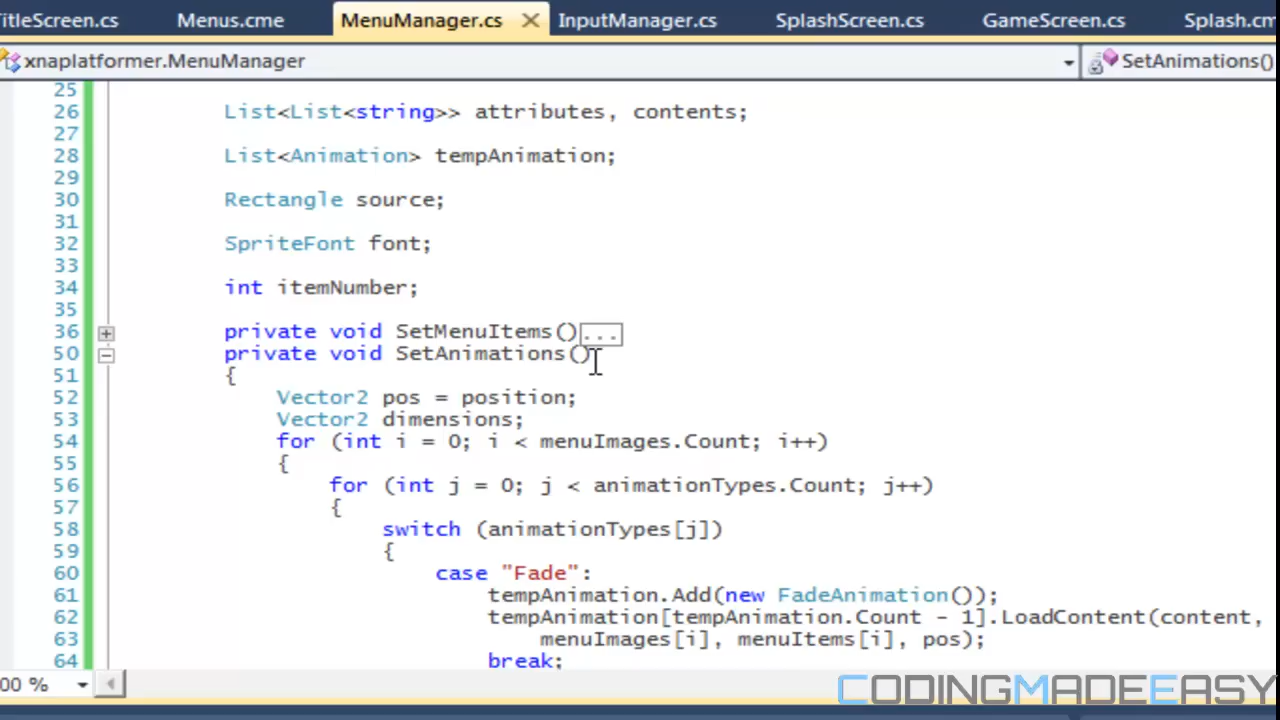 itleScreen.cs Menus.cme MenuManager.cs InputManager.cs SplashScreen.cs GameScreen.cs Splash.cm
xnaplatformer.MenuManager SetAnimations()
25
26 List<List<string>> attributes, contents;
27
28 List<Animation> tempAnimation;
29
30 Rectangle source;
31
32 SpriteFont font;
33
34 int itemNumber;
35
36 private void SetMenuItems()...
50 private void SetAnimations()
51 {
52 Vector2 pos = position;
53 Vector2 dimensions;
54 for (int i = 0; i < menuImages.Count; i++)
55 {
56 for (int j = 0; j < animationTypes.Count; j++)
57 {
58 switch (animationTypes[j])
59 {
60 case "Fade":
61 tempAnimation.Add(new FadeAnimation());
62 tempAnimation[tempAnimation.Count - 1].LoadContent(content,
63 menuImages[i], menuItems[i], pos);
64 break;
00 %
CODINGMADEEASY